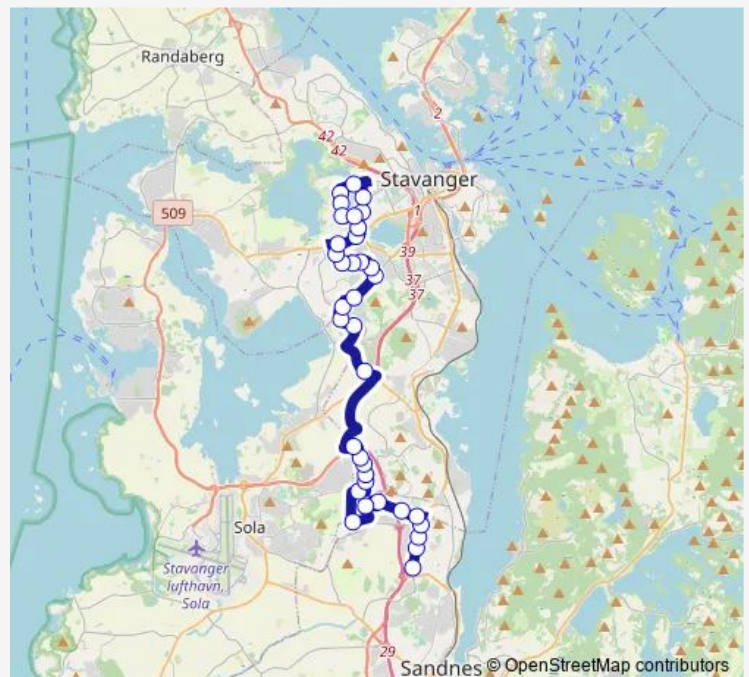 Randaberg
2
42
42
Stavanger
509
1
39
37
37
Sola
Stavanger
lufthavn,
Sola
29
Sandnes © OpenStreetMap contributors